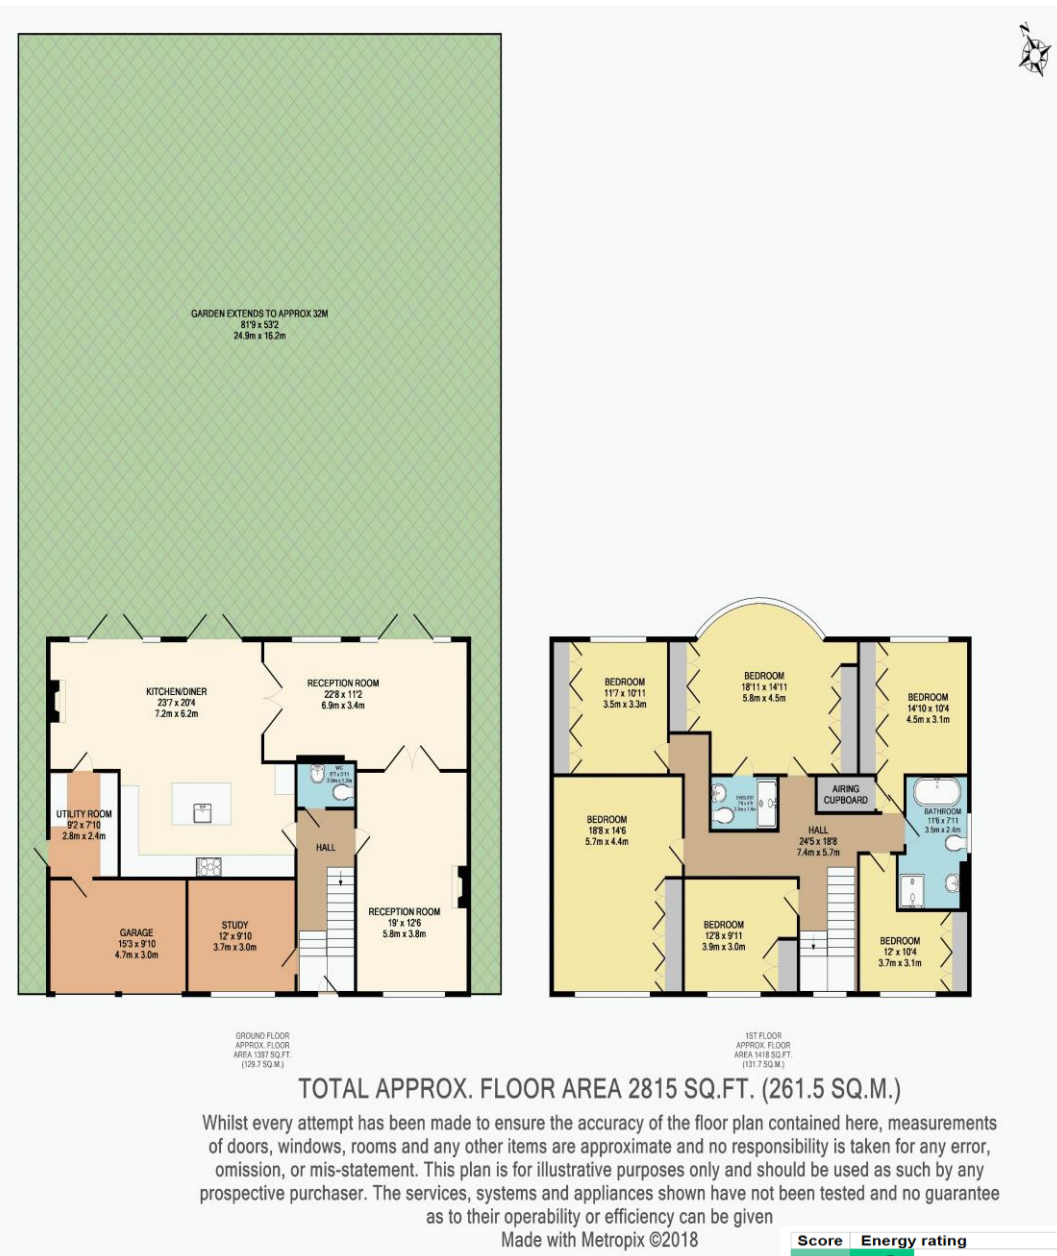 N
GARDEN EXTENDS TO APPROX 32M
81'9 x 53'2
24.9m x 16.2m
KITCHEN/DINER
23'7 x 20'4
7.2m x 6.2m
RECEPTION ROOM
22'8 x 11'2
6.9m x 3.4m
WC
UTILITY ROOM
9'2 x 7'10
2.8m x 2.4m
HALL
GARAGE
15'3 x 9'10
4.7m x 3.0m
STUDY
12' x 9'10
3.7m x 3.0m
RECEPTION ROOM
19' x 12'6
5.8m x 3.8m
BEDROOM
11'7 x 10'11
3.5m x 3.3m
BEDROOM
18'11 x 14'11
5.8m x 4.5m
BEDROOM
14'10 x 10'4
4.5m x 3.1m
ENSUITE
AIRING
CUPBOARD
BATHROOM
11'6 x 7'11
3.5m x 2.4m
BEDROOM
18'8 x 14'6
5.7m x 4.4m
HALL
24'5 x 18'8
7.4m x 5.7m
BEDROOM
12'8 x 9'11
3.9m x 3.0m
BEDROOM
12' x 10'4
3.7m x 3.1m
GROUND FLOOR
APPROX. FLOOR
AREA 1397 SQ.FT.
(129.7 SQ.M.)
1ST FLOOR
APPROX. FLOOR
AREA 1418 SQ.FT.
(131.7 SQ.M.)
TOTAL APPROX. FLOOR AREA 2815 SQ.FT. (261.5 SQ.M.)
Whilst every attempt has been made to ensure the accuracy of the floor plan contained here, measurements
of doors, windows, rooms and any other items are approximate and no responsibility is taken for any error,
omission, or mis-statement. This plan is for illustrative purposes only and should be used as such by any
prospective purchaser. The services, systems and appliances shown have not been tested and no guarantee
as to their operability or efficiency can be given
Made with Metropix ©2018
Score Energy rating